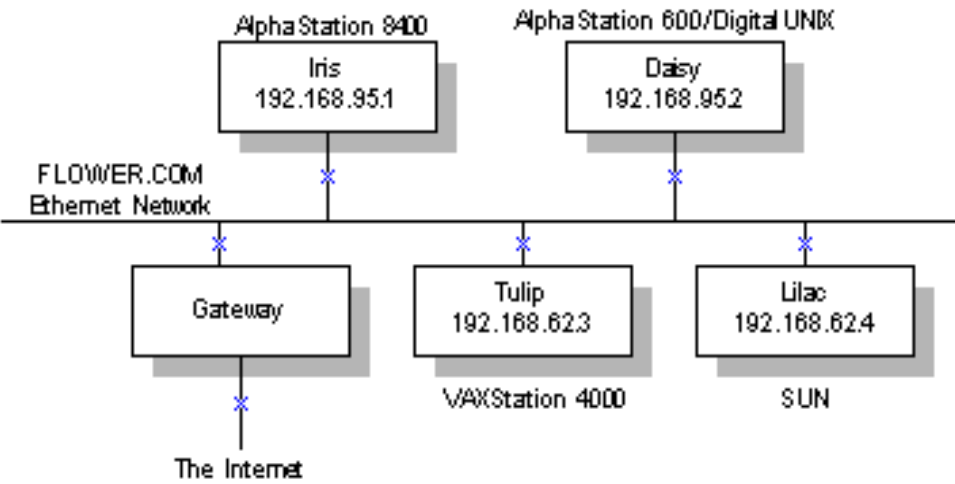 AlphaStation 8400
AlphaStation 600/Digital UNIX
Iris
192.168.95.1
Daisy
192.168.95.2
FLOWER.COM
Ethernet Network
Gateway
Tulip
192.168.62.3
Lilac
192.168.62.4
VAXStation 4000
SUN
The Internet